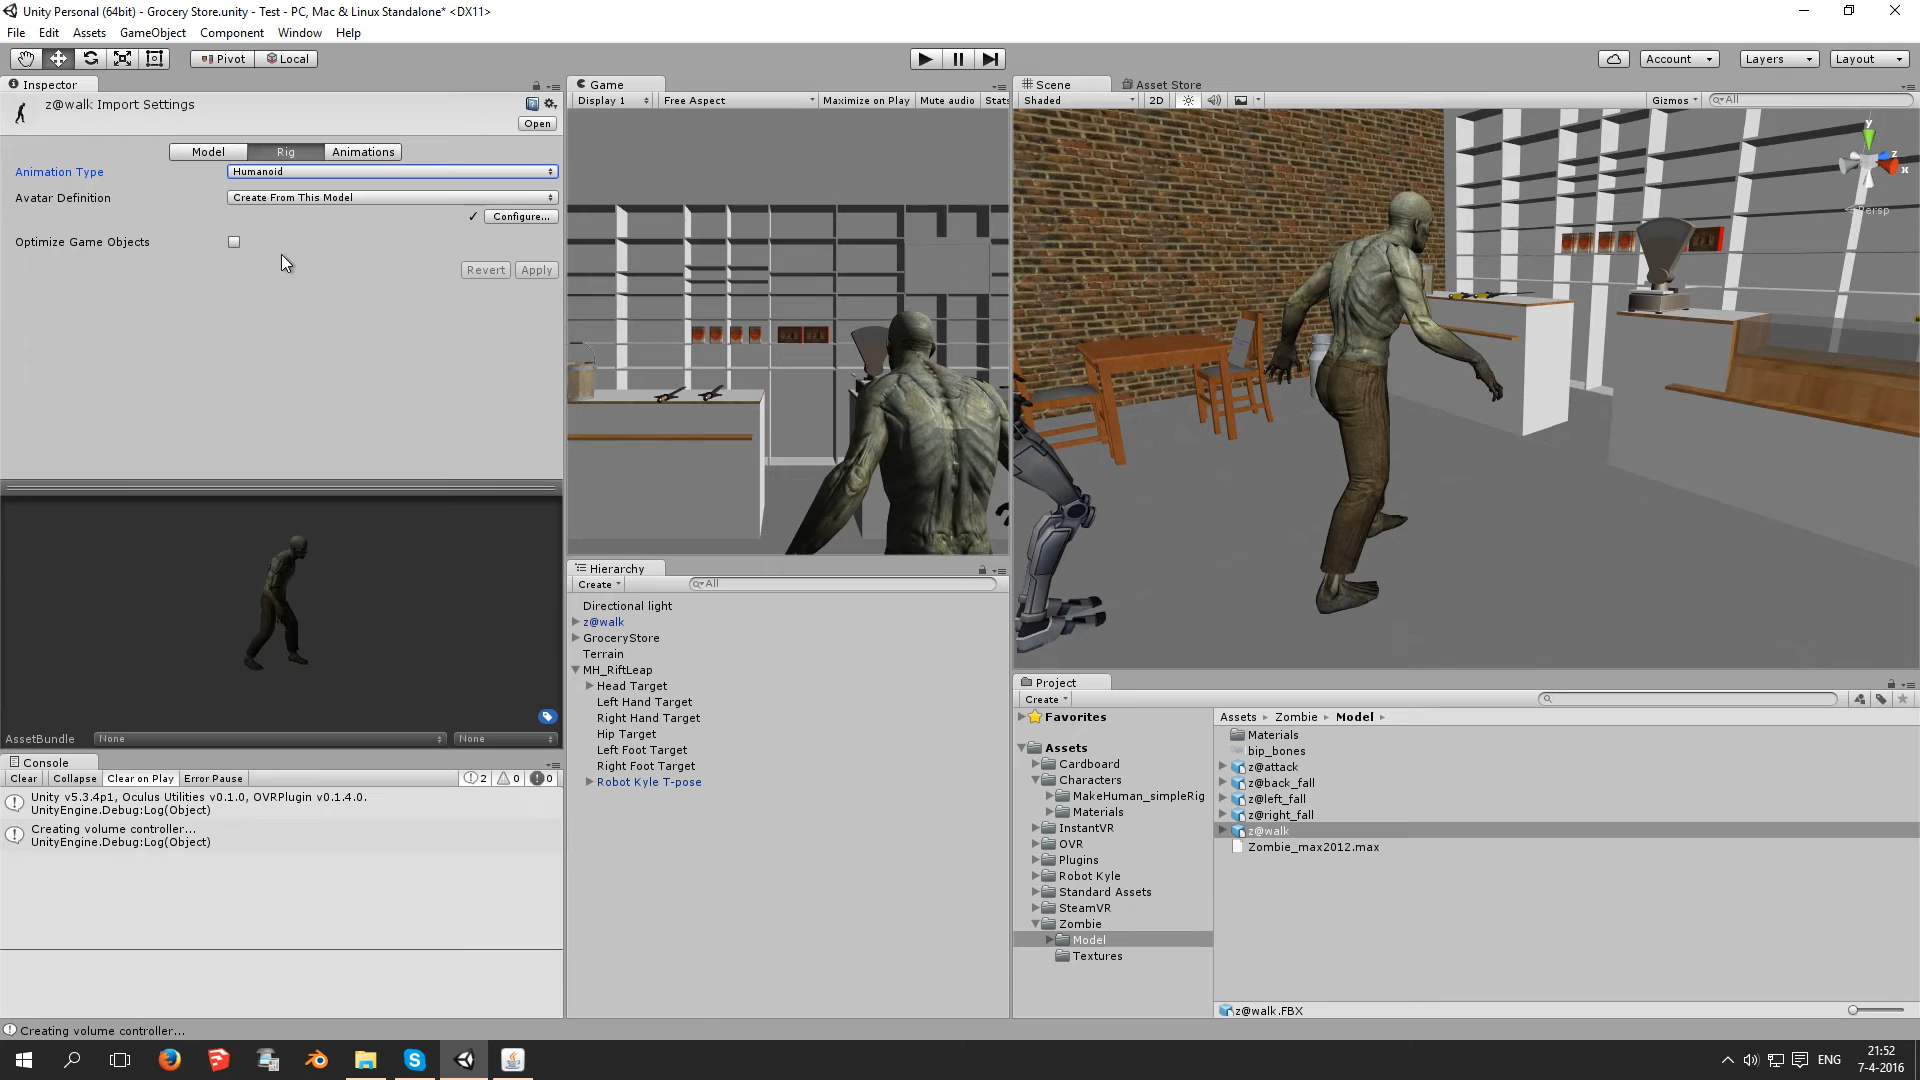 Unity Personal (64bit) - Grocery Store.unity - Test - PC, Mac & Linux Standalone* <DX11>
File Edit Assets GameObject Component Window Help
Pivot Local
Account Layers Layout
Inspector
z@walk Import Settings
Open
Model Rig Animations
Animation Type Humanoid
Avatar Definition Create From This Model
✓ Configure...
Optimize Game Objects
Revert Apply
AssetBundle None None
Console
Clear Collapse Clear on Play Error Pause 2 0 0
Unity v5.3.4p1, Oculus Utilities v0.1.0, OVRPlugin v0.1.4.0.
UnityEngine.Debug:Log(Object)
Creating volume controller...
UnityEngine.Debug:Log(Object)
Game
Display 1 Free Aspect Maximize on Play Mute audio Stats
Hierarchy
Create All
Directional light
z@walk
GroceryStore
Terrain
MH_RiftLeap
Head Target
Left Hand Target
Right Hand Target
Hip Target
Left Foot Target
Right Foot Target
Robot Kyle T-pose
Scene Asset Store
Shaded 2D Gizmos All
y
z
x
Persp
Project
Create
Favorites
Assets
Cardboard
Characters
MakeHuman_simpleRig
Materials
InstantVR
OVR
Plugins
Robot Kyle
Standard Assets
SteamVR
Zombie
Model
Textures
Assets Zombie Model
Materials
bip_bones
z@attack
z@back_fall
z@left_fall
z@right_fall
z@walk
Zombie_max2012.max
z@walk.FBX
Creating volume controller...
ENG
21:52
7-4-2016